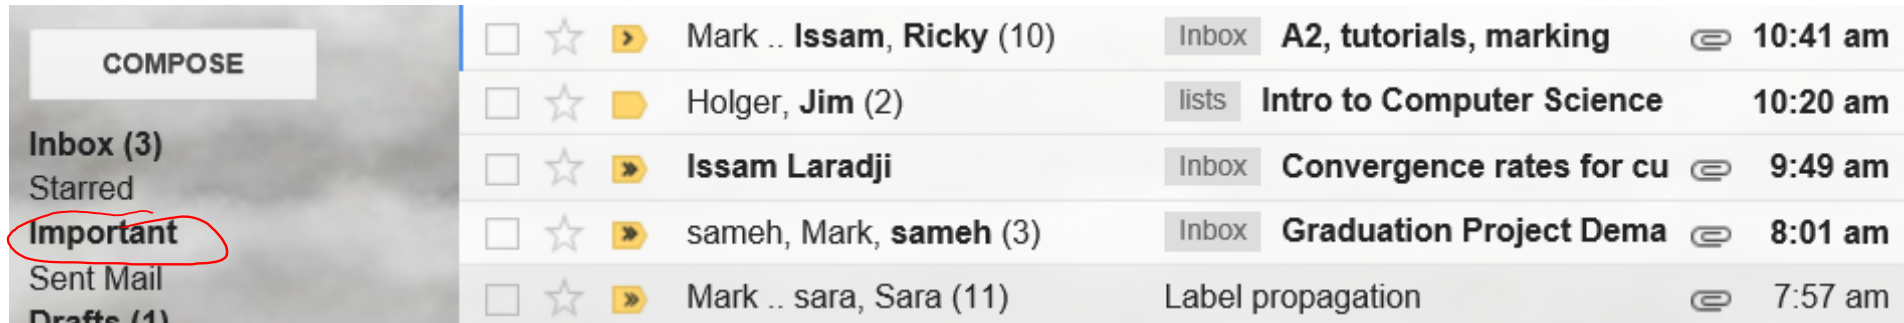 COMPOSE
Inbox (3)
Starred
Important
Sent Mail
Drafts (1)
Mark .. Issam, Ricky (10) Inbox A2, tutorials, marking 10:41 am
Holger, Jim (2) lists Intro to Computer Science 10:20 am
Issam Laradji Inbox Convergence rates for cu 9:49 am
sameh, Mark, sameh (3) Inbox Graduation Project Dema 8:01 am
Mark .. sara, Sara (11) Label propagation 7:57 am